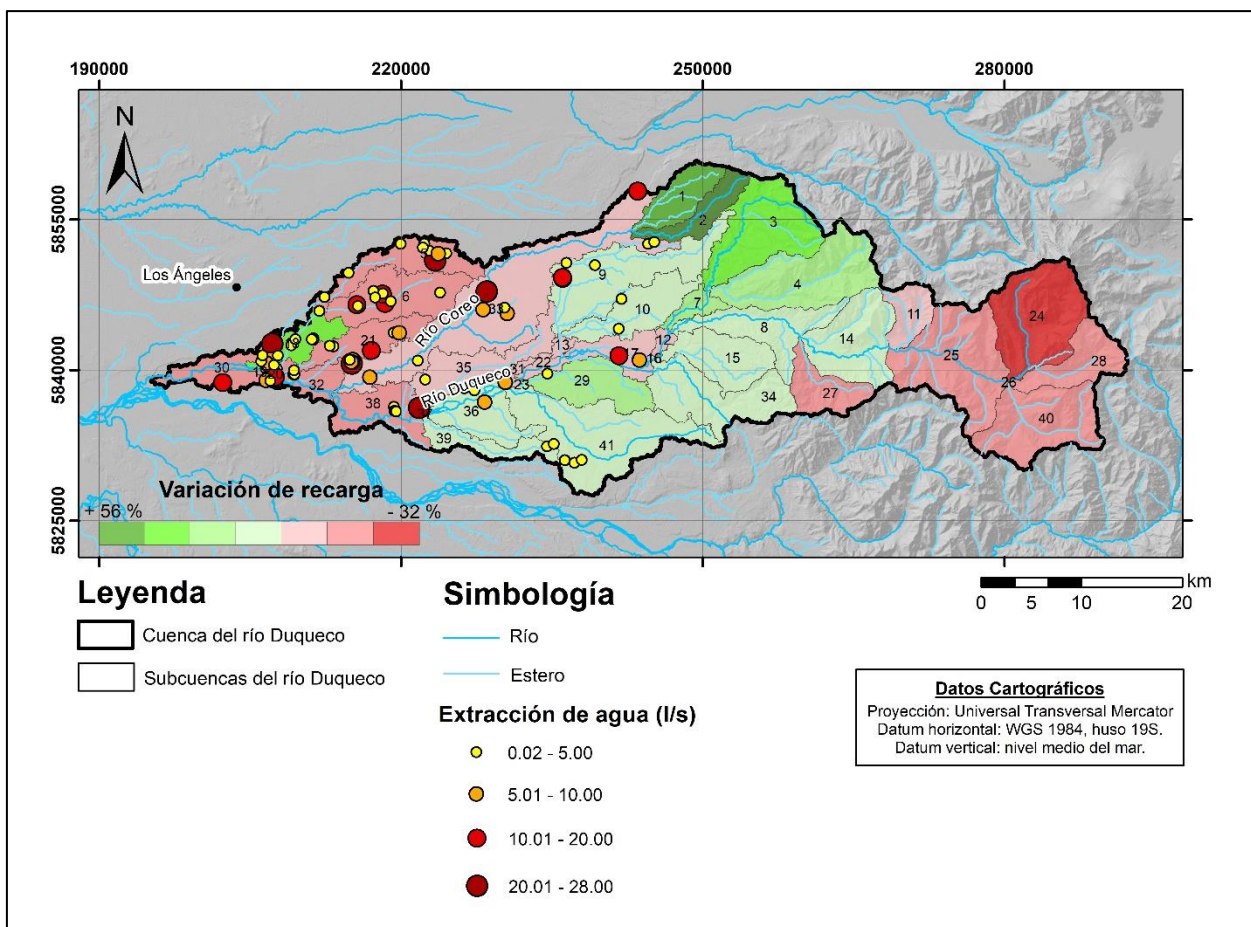 190000
220000
250000
280000
N
5855000
5840000
5825000
Los Ángeles
Río Coreo
Río Duqueco
1
2
3
4
6
7
8
9
10
11
12
13
14
15
16
21
22
23
24
25
26
27
28
29
30
31
32
33
34
35
36
38
39
40
41
Variación de recarga
+ 56 %
- 32 %
Leyenda
Cuenca del río Duqueco
Subcuencas del río Duqueco
Simbología
Río
Estero
Extracción de agua (l/s)
0.02 - 5.00
5.01 - 10.00
10.01 - 20.00
20.01 - 28.00
km
0 5 10 20
Datos Cartográficos
Proyección: Universal Transversal Mercator
Datum horizontal: WGS 1984, huso 19S.
Datum vertical: nivel medio del mar.